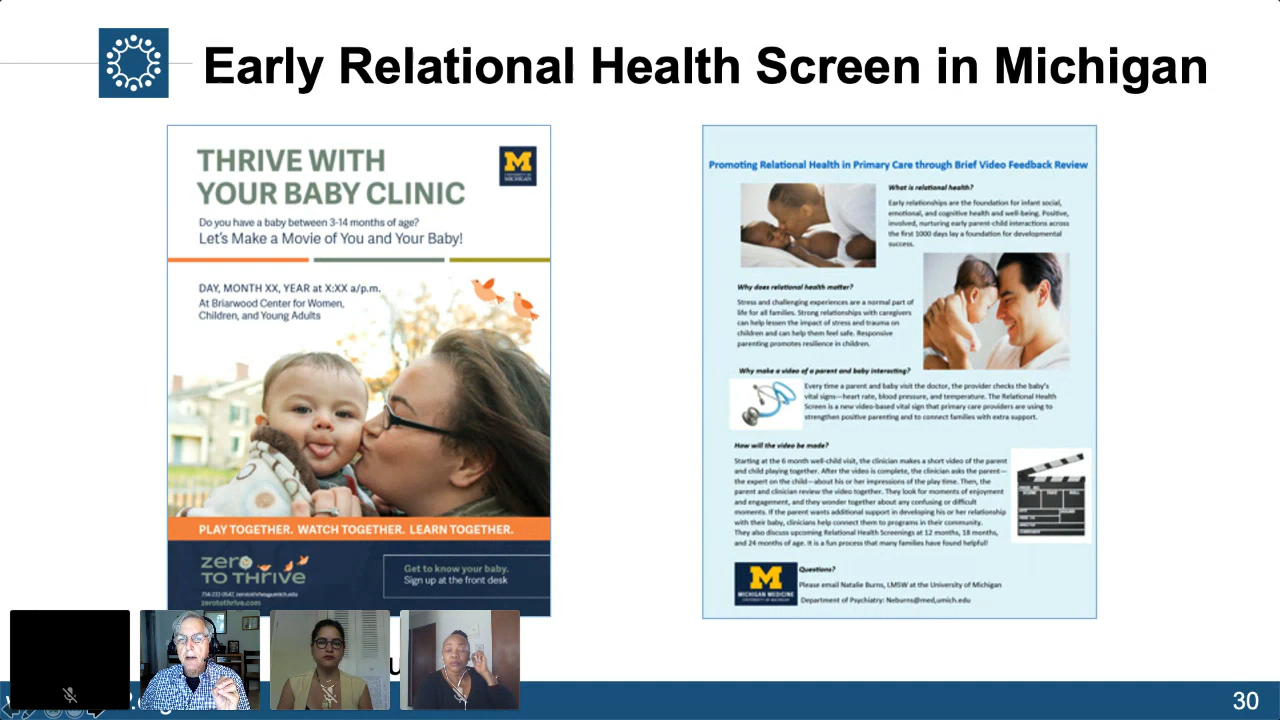 Early Relational Health Screen in Michigan
THRIVE WITH
YOUR BABY CLINIC
M
UNIVERSITY OF
MICHIGAN
Do you have a baby between 3-14 months of age?
Let's Make a Movie of You and Your Baby!
DAY, MONTH XX, YEAR at X:XX a/p.m.
At Briarwood Center for Women,
Children, and Young Adults
PLAY TOGETHER. WATCH TOGETHER. LEARN TOGETHER.
zero
TO THRIVE
zerotothrive.com
Get to know your baby.
Sign up at the front desk
Promoting Relational Health in Primary Care through Brief Video Feedback Review
What is relational health?
Early relationships are the foundation for infant social,
emotional, and cognitive health and well-being. Positive,
involved, nurturing early parent-child interactions across
the first 1000 days lay a foundation for developmental
success.
Why does relational health matter?
Stress and challenging experiences are a normal part of
life for all families. Strong relationships with caregivers
can help lessen the impact of stress and trauma on
children and can help them feel safe. Responsive
parenting promotes resilience in children.
Why make a video of a parent and baby interacting?
Every time a parent and baby visit the doctor, the provider checks the baby's
vital signs—heart rate, blood pressure, and temperature. The Relational Health
Screen is a new video-based vital sign that primary care providers are using to
strengthen positive parenting and to connect families with extra support.
How will the video be made?
Starting at the 6 month well-child visit, the clinician makes a short video of the parent
and child playing together. After the video is complete, the clinician asks the parent—
the expert on the child—about his or her impressions of the play time. Then, the
parent and clinician review the video together. They look for moments of enjoyment
and engagement, and they wonder together about any confusing or difficult
moments. If the parent wants additional support in developing his or her relationship
with their baby, clinicians help connect them to programs in their community.
They also discuss upcoming Relational Health Screenings at 12 months, 18 months,
and 24 months of age. It is a fun process that many families have found helpful!
M
MICHIGAN MEDICINE
UNIVERSITY OF MICHIGAN
Questions?
Please email Natalie Burns, LMSW at the University of Michigan
Department of Psychiatry: Neburns@med,umich.edu
30